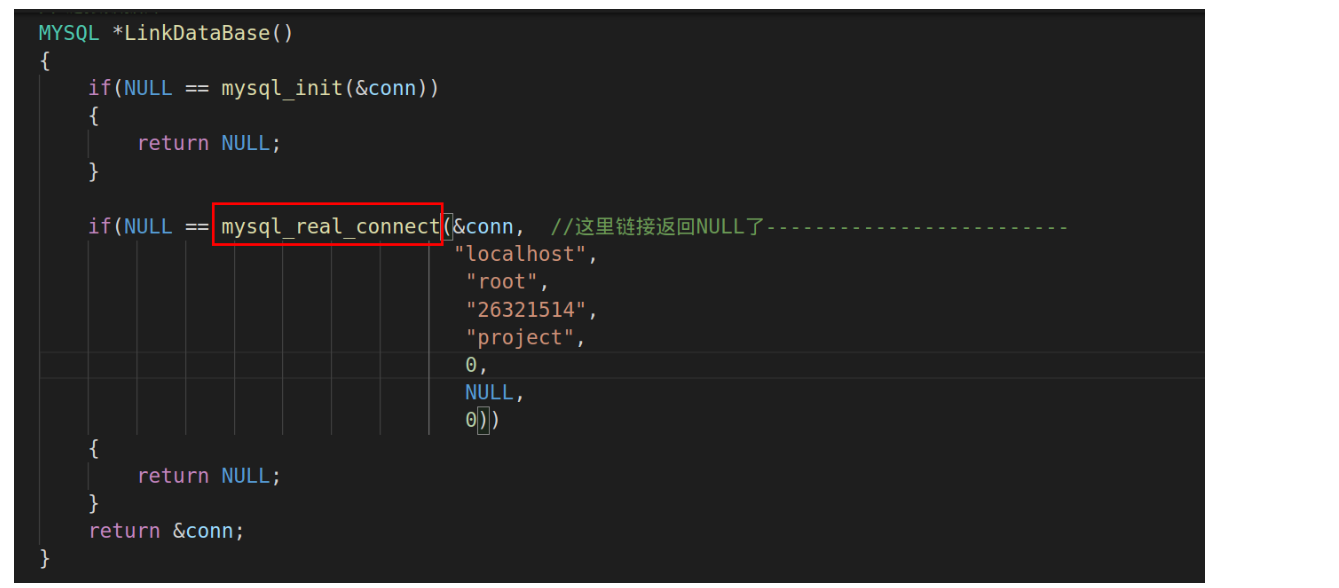 MYSQL *LinkDataBase()
{
if(NULL == mysql_init(&conn))
{
return NULL;
}
if(NULL == mysql_real_connect(&conn, //这里链接返回NULL了-------------------------
"localhost",
"root",
"26321514",
"project",
0,
NULL,
0))
{
return NULL;
}
return &conn;
}